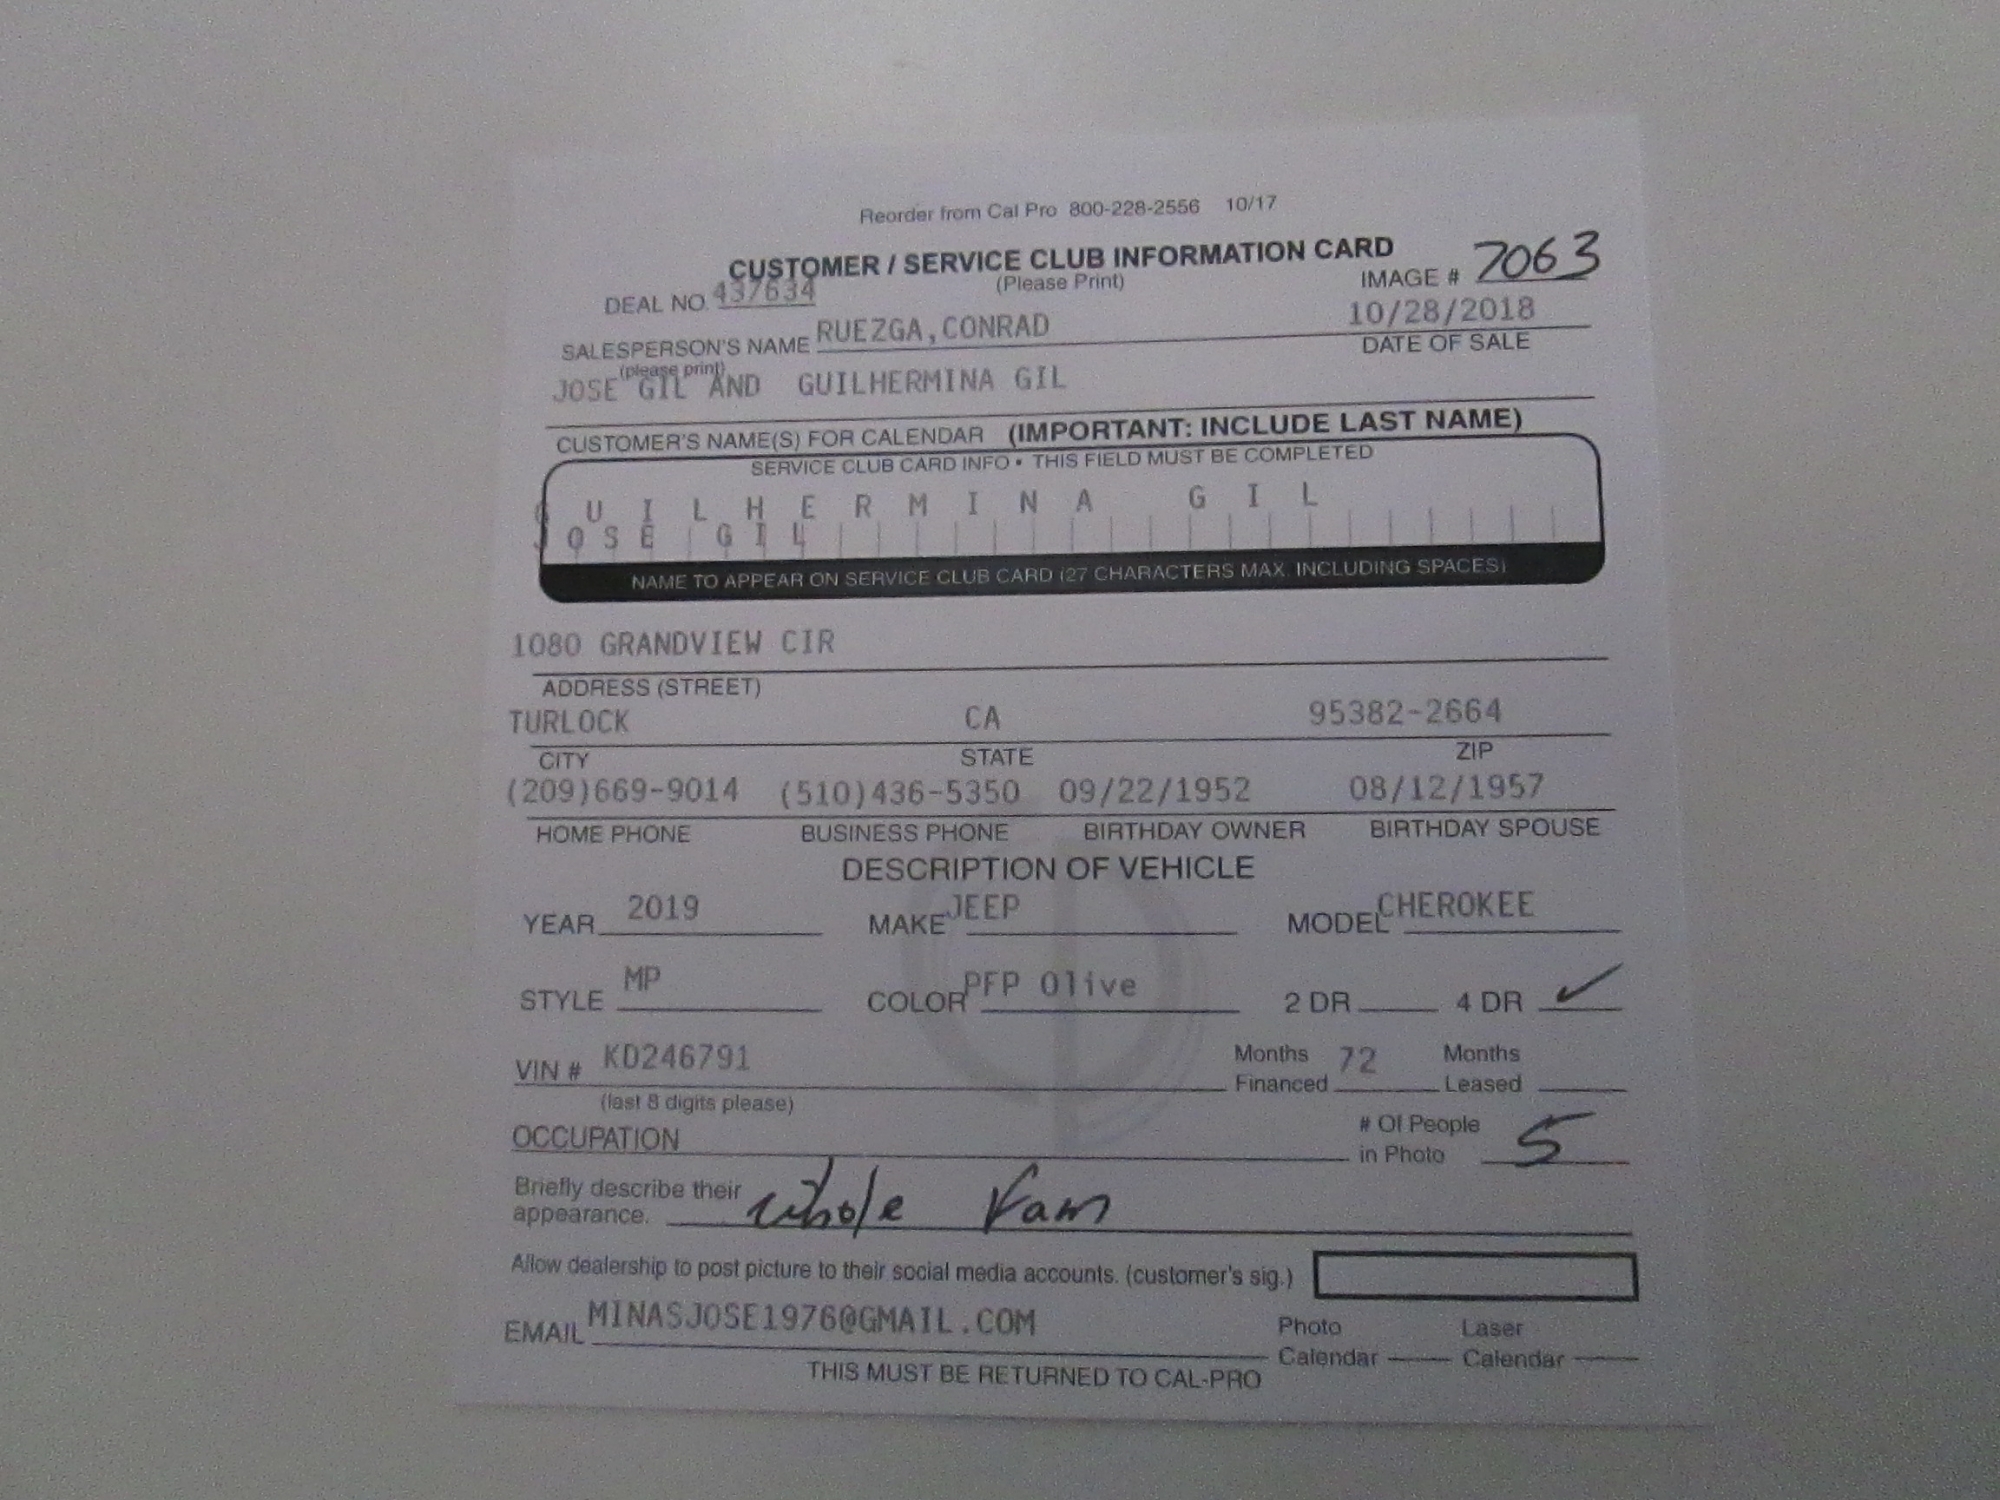 Reorder from Cal Pro 800-228-2556 10/17
CUSTOMER / SERVICE CLUB INFORMATION CARD
(Please Print)
IMAGE # 7063
DEAL NO. 437634
10/28/2018
SALESPERSON'S NAME RUEZGA,CONRAD
DATE OF SALE
(please print)
JOSE GIL AND GUILHERMINA GIL
CUSTOMER'S NAME(S) FOR CALENDAR (IMPORTANT: INCLUDE LAST NAME)
SERVICE CLUB CARD INFO • THIS FIELD MUST BE COMPLETED
G U I L H E R M I N A G I L
JOSE GIL
NAME TO APPEAR ON SERVICE CLUB CARD (27 CHARACTERS MAX. INCLUDING SPACES)
1080 GRANDVIEW CIR
ADDRESS (STREET)
TURLOCK CA 95382-2664
CITY STATE ZIP
(209)669-9014 (510)436-5350 09/22/1952 08/12/1957
HOME PHONE BUSINESS PHONE BIRTHDAY OWNER BIRTHDAY SPOUSE
DESCRIPTION OF VEHICLE
YEAR 2019 MAKE JEEP MODEL CHEROKEE
STYLE MP COLOR PFP Olive 2 DR 4 DR ✓
VIN # KD246791 Months Financed 72 Months Leased
(last 8 digits please)
OCCUPATION # Of People in Photo 5
Briefly describe their appearance. whole Fam
Allow dealership to post picture to their social media accounts. (customer's sig.)
EMAIL MINASJOSE1976@GMAIL.COM Photo Calendar Laser Calendar
THIS MUST BE RETURNED TO CAL-PRO